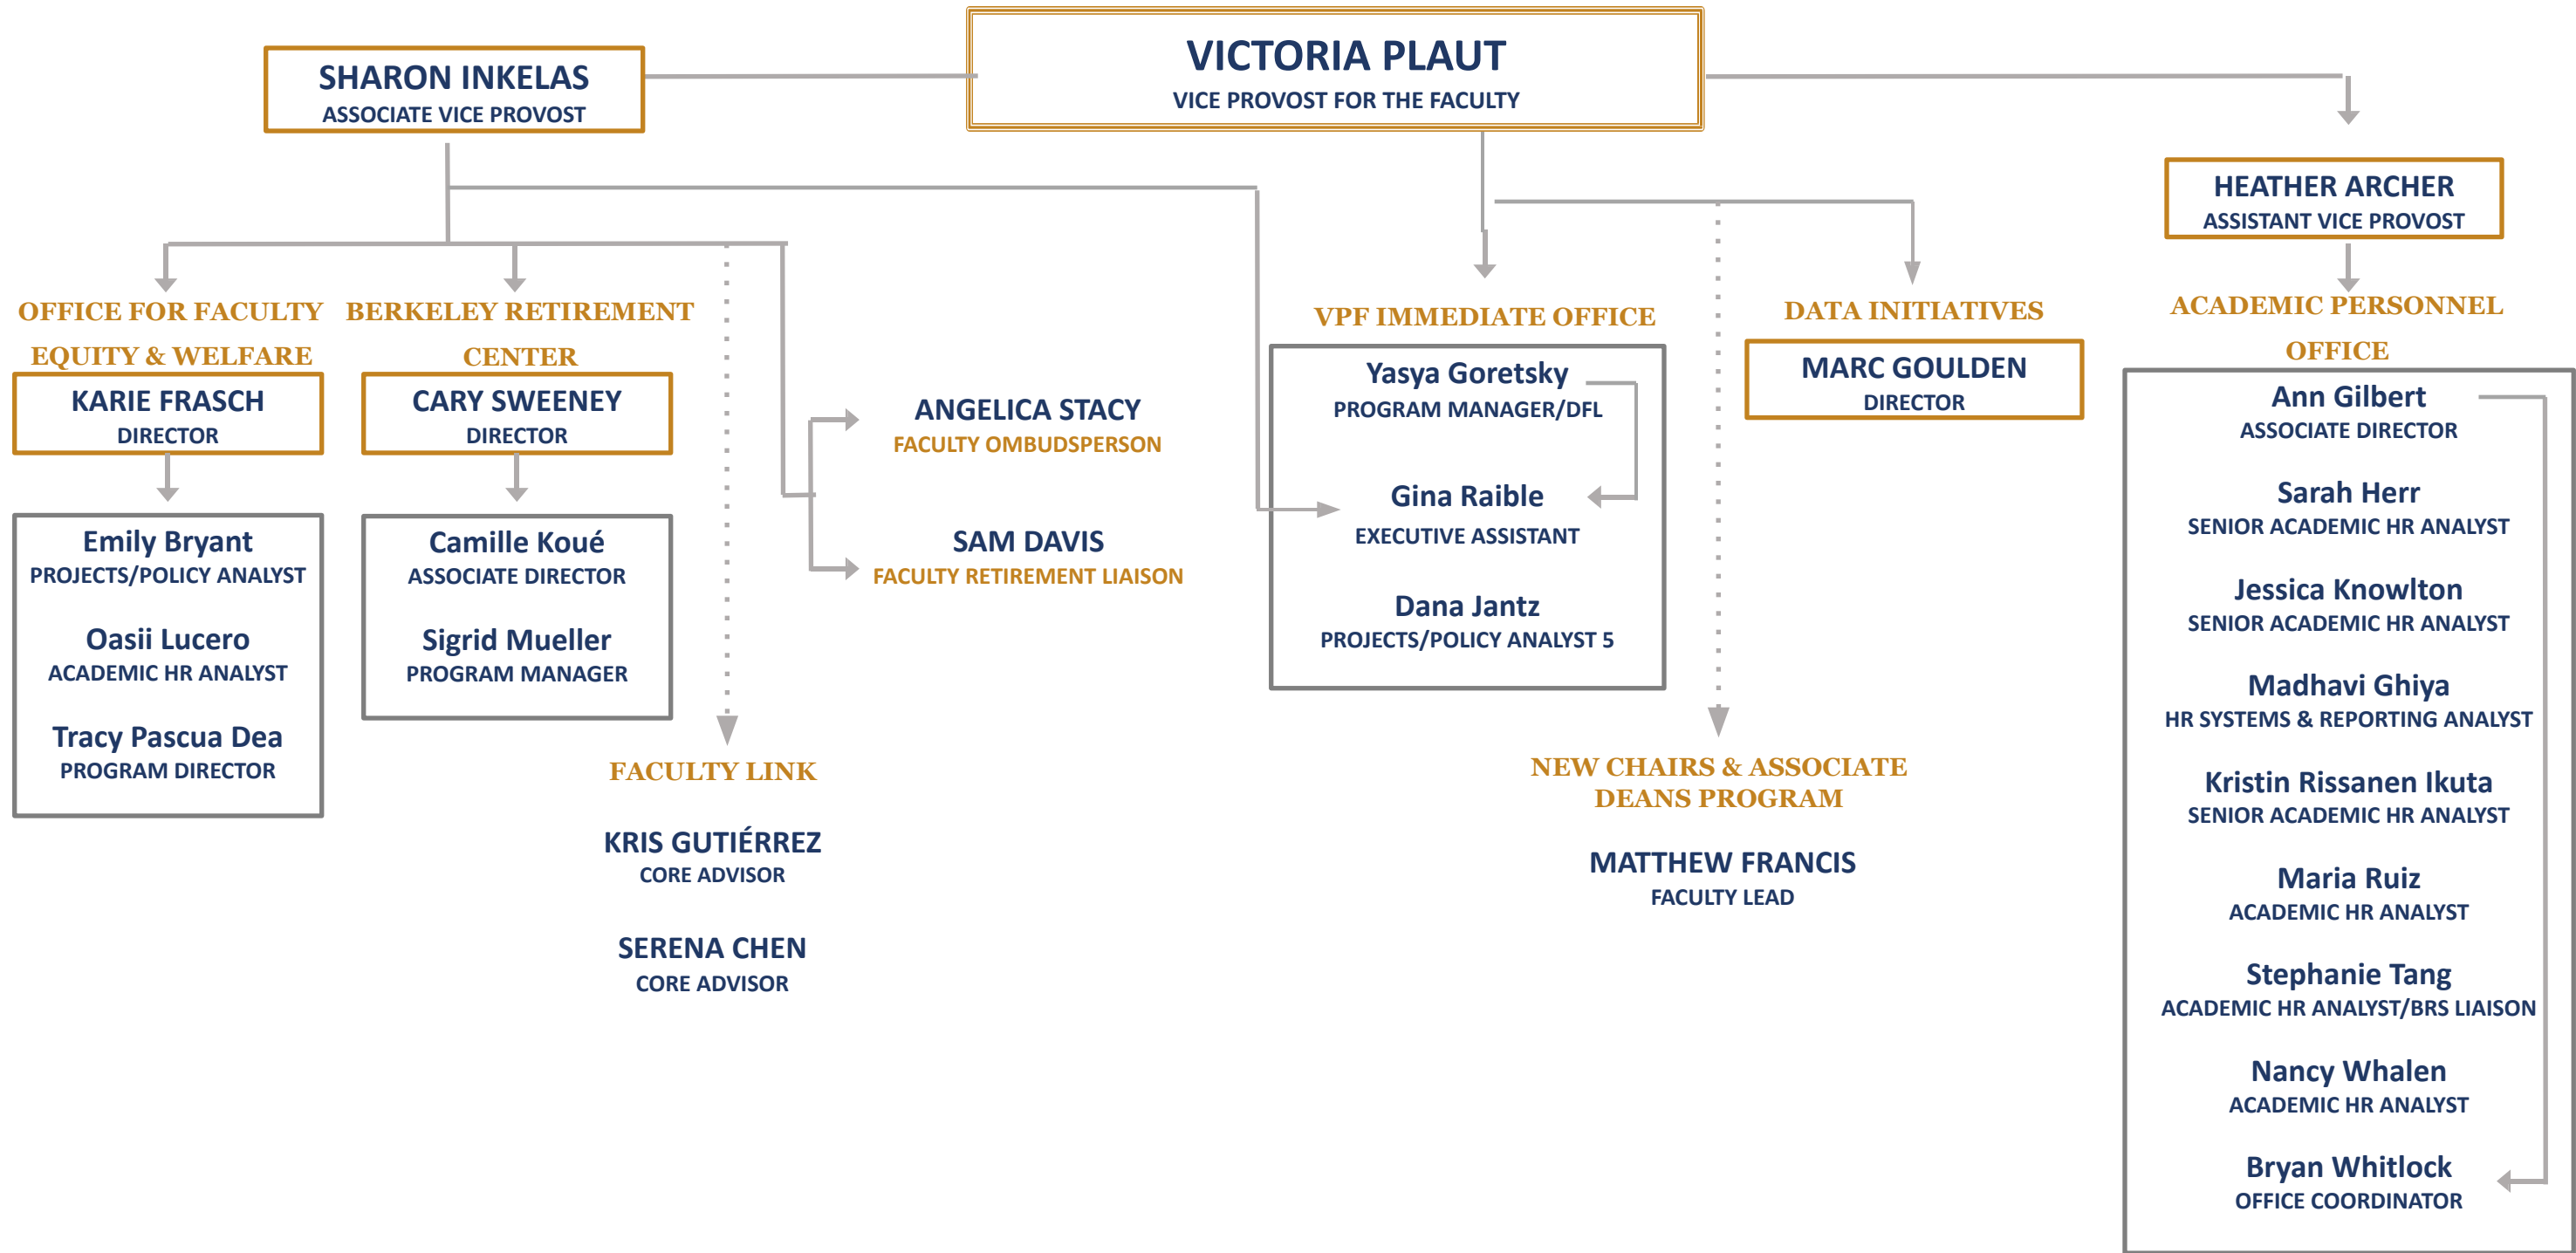 SHARON INKELAS
ASSOCIATE VICE PROVOST
VICTORIA PLAUT
VICE PROVOST FOR THE FACULTY
HEATHER ARCHER
ASSISTANT VICE PROVOST
OFFICE FOR FACULTY
EQUITY & WELFARE
KARIE FRASCH
DIRECTOR
Emily Bryant
PROJECTS/POLICY ANALYST
Oasii Lucero
ACADEMIC HR ANALYST
Tracy Pascua Dea
PROGRAM DIRECTOR
BERKELEY RETIREMENT
CENTER
CARY SWEENEY
DIRECTOR
Camille Koué
ASSOCIATE DIRECTOR
Sigrid Mueller
PROGRAM MANAGER
FACULTY LINK
KRIS GUTIÉRREZ
CORE ADVISOR
SERENA CHEN
CORE ADVISOR
ANGELICA STACY
FACULTY OMBUDSPERSON
SAM DAVIS
FACULTY RETIREMENT LIAISON
VPF IMMEDIATE OFFICE
Yasya Goretsky
PROGRAM MANAGER/DFL
Gina Raible
EXECUTIVE ASSISTANT
Dana Jantz
PROJECTS/POLICY ANALYST 5
NEW CHAIRS & ASSOCIATE
DEANS PROGRAM
MATTHEW FRANCIS
FACULTY LEAD
DATA INITIATIVES
MARC GOULDEN
DIRECTOR
ACADEMIC PERSONNEL
OFFICE
Ann Gilbert
ASSOCIATE DIRECTOR
Sarah Herr
SENIOR ACADEMIC HR ANALYST
Jessica Knowlton
SENIOR ACADEMIC HR ANALYST
Madhavi Ghiya
HR SYSTEMS & REPORTING ANALYST
Kristin Rissanen Ikuta
SENIOR ACADEMIC HR ANALYST
Maria Ruiz
ACADEMIC HR ANALYST
Stephanie Tang
ACADEMIC HR ANALYST/BRS LIAISON
Nancy Whalen
ACADEMIC HR ANALYST
Bryan Whitlock
OFFICE COORDINATOR